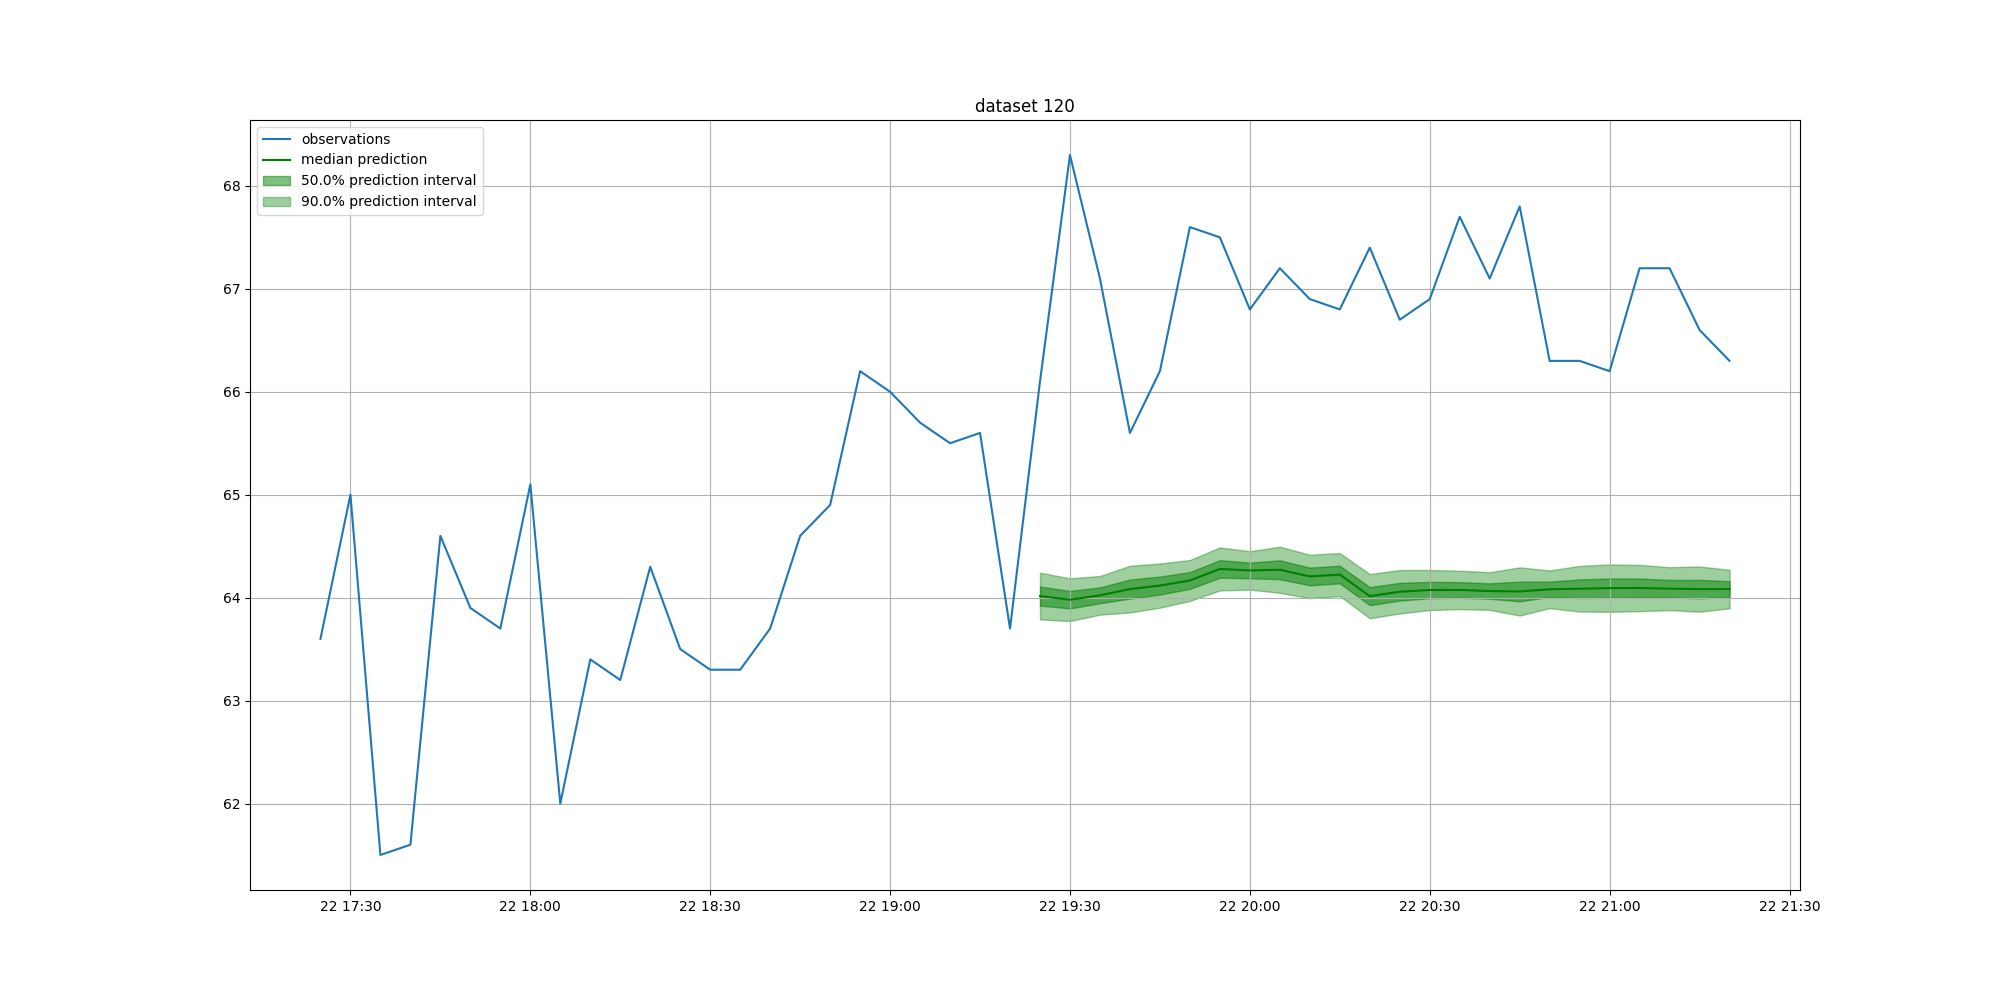 dataset 120
observations
median prediction
50.0% prediction interval
90.0% prediction interval
68
67
66
65
64
63
62
22 17:30 22 18:00 22 18:30 22 19:00 22 19:30 22 20:00 22 20:30 22 21:00 22 21:30